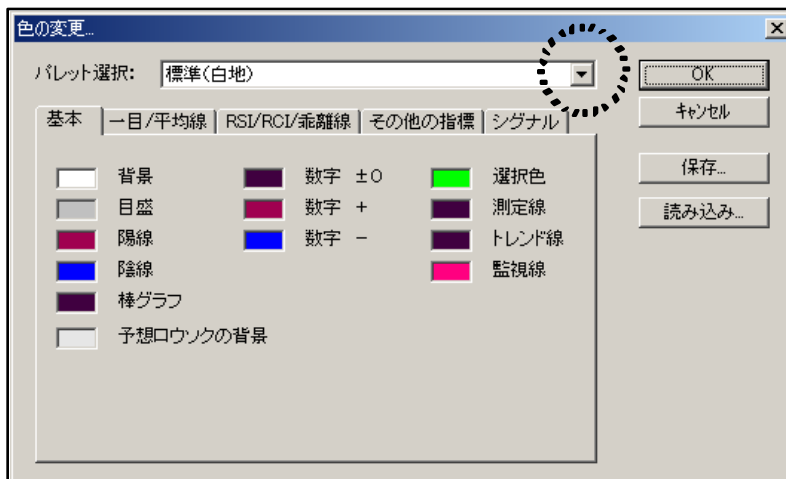 色の変更...
パレット選択: 標準(白地) OK
基本 一目/平均線 RSI/RCI/乖離線 その他の指標 シグナル キャンセル
背景 数字 ±0 選択色 保存...
目盛 数字 + 測定線 読み込み...
陽線 数字 - トレンド線
陰線 監視線
棒グラフ
予想ロウソクの背景